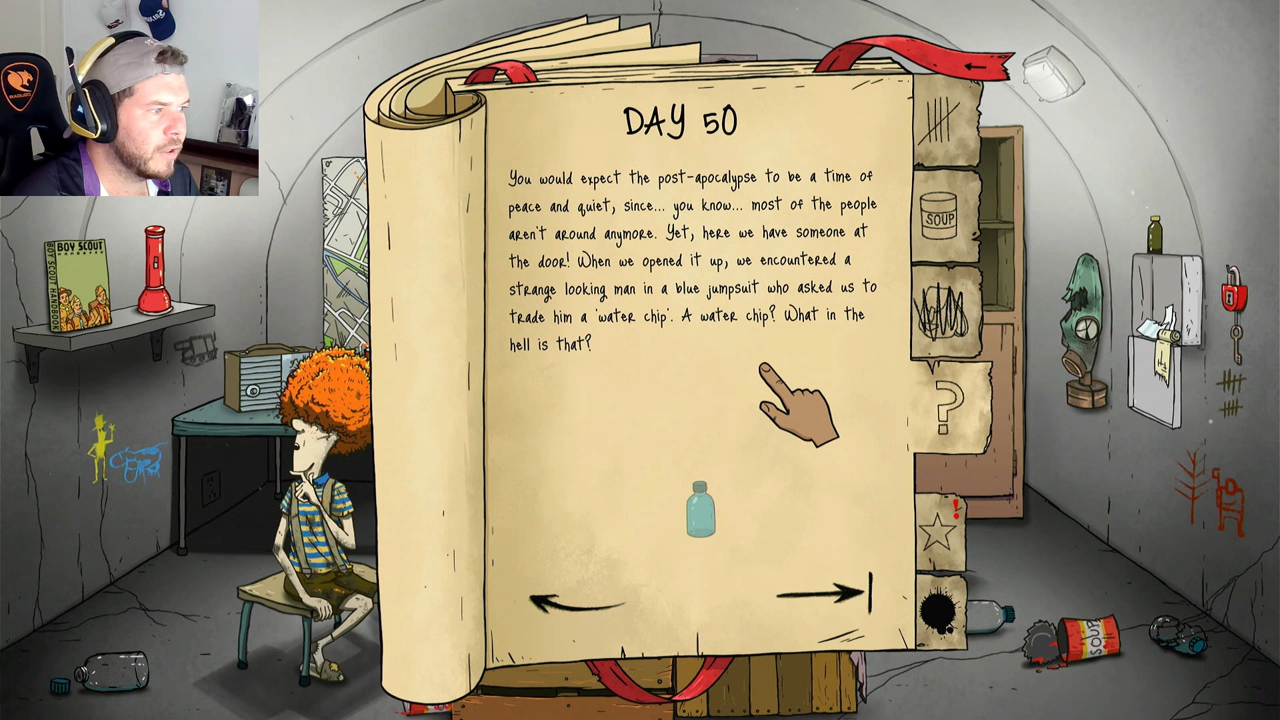 DAY 50
You would expect the post-apocalypse to be a time of
peace and quiet, since... you know... most of the people
aren't around anymore. Yet, here we have someone at
the door! When we opened it up, we encountered a
strange looking man in a blue jumpsuit who asked us to
trade him a 'water chip'. A water chip? What in the
hell is that?
SOUP
?
!
BOY SCOUT
BOY SCOUT HANDBOOK
SOUP